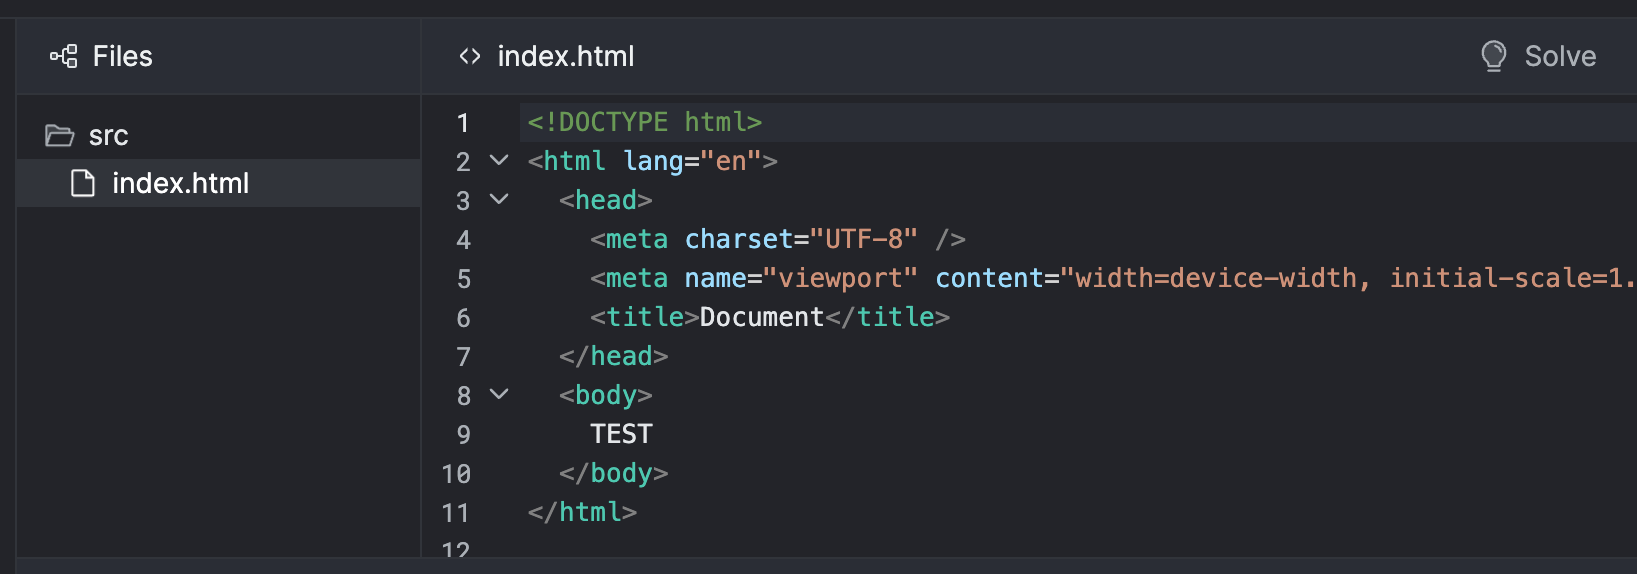 Files
src
index.html
index.html
Solve
1 <!DOCTYPE html>
2 <html lang="en">
3   <head>
4     <meta charset="UTF-8" />
5     <meta name="viewport" content="width=device-width, initial-scale=1.
6     <title>Document</title>
7   </head>
8   <body>
9     TEST
10   </body>
11 </html>
12